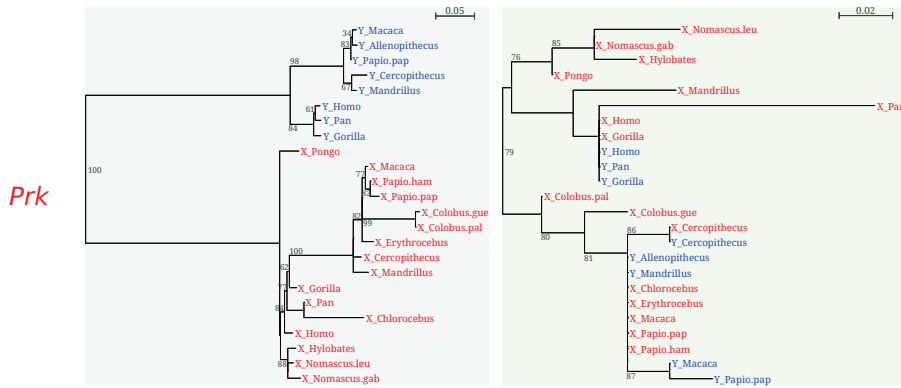 Prk
0.05
Y_Macaca
34
Y_Allenopithecus
83
Y_Papio.pap
98
Y_Cercopithecus
67
Y_Mandrillus
Y_Homo
61
Y_Pan
84
Y_Gorilla
X_Pongo
100
X_Macaca
77
X_Papio.ham
X_Papio.pap
X_Colobus.gue
82
99
X_Colobus.pal
X_Erythrocebus
100
X_Cercopithecus
62
X_Mandrillus
X_Gorilla
X_Pan
84
X_Chlorocebus
X_Homo
X_Hylobates
88
X_Nomascus.leu
X_Nomascus.gab
0.02
X_Nomascus.leu
85
X_Nomascus.gab
76
X_Hylobates
X_Pongo
X_Mandrillus
X_Pan
X_Homo
X_Gorilla
79
Y_Homo
Y_Pan
Y_Gorilla
X_Colobus.pal
X_Colobus.gue
80
86
X_Cercopithecus
Y_Cercopithecus
81
Y_Allenopithecus
Y_Mandrillus
X_Chlorocebus
X_Erythrocebus
X_Macaca
X_Papio.pap
X_Papio.ham
Y_Macaca
87
Y_Papio.pap